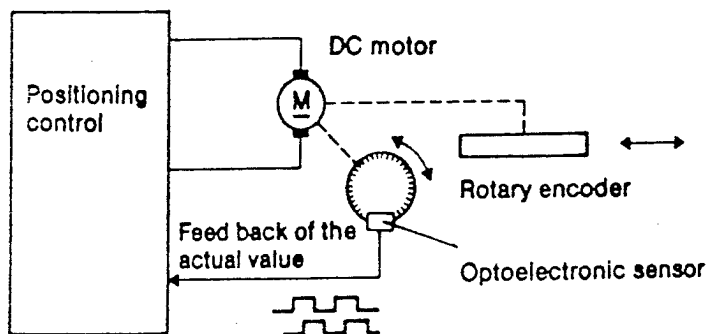 DC motor
Positioning
control
M
Rotary encoder
Feed back of the
actual value
Optoelectronic sensor